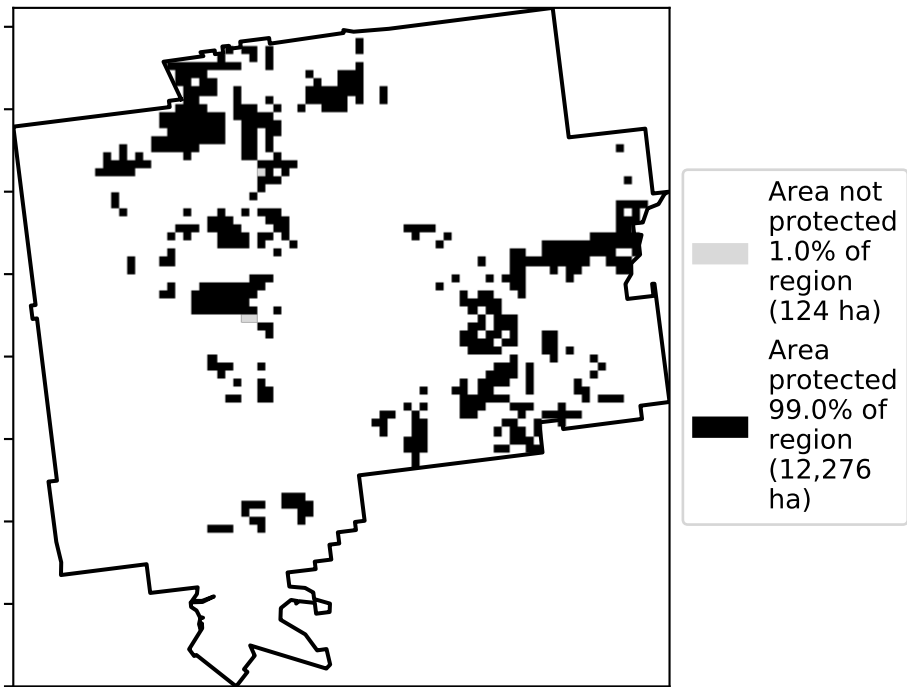 Area not
protected
1.0% of
region
(124 ha)
Area
protected
99.0% of
region
(12,276
ha)